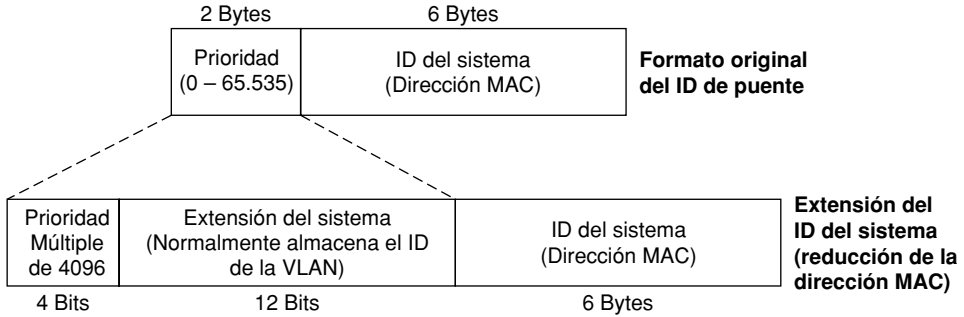 2 Bytes
6 Bytes
Prioridad
(0 – 65.535)
ID del sistema
(Dirección MAC)
Formato original
del ID de puente
Prioridad
Múltiple
de 4096
Extensión del sistema
(Normalmente almacena el ID
de la VLAN)
ID del sistema
(Dirección MAC)
Extensión del
ID del sistema
(reducción de la
dirección MAC)
4 Bits
12 Bits
6 Bytes